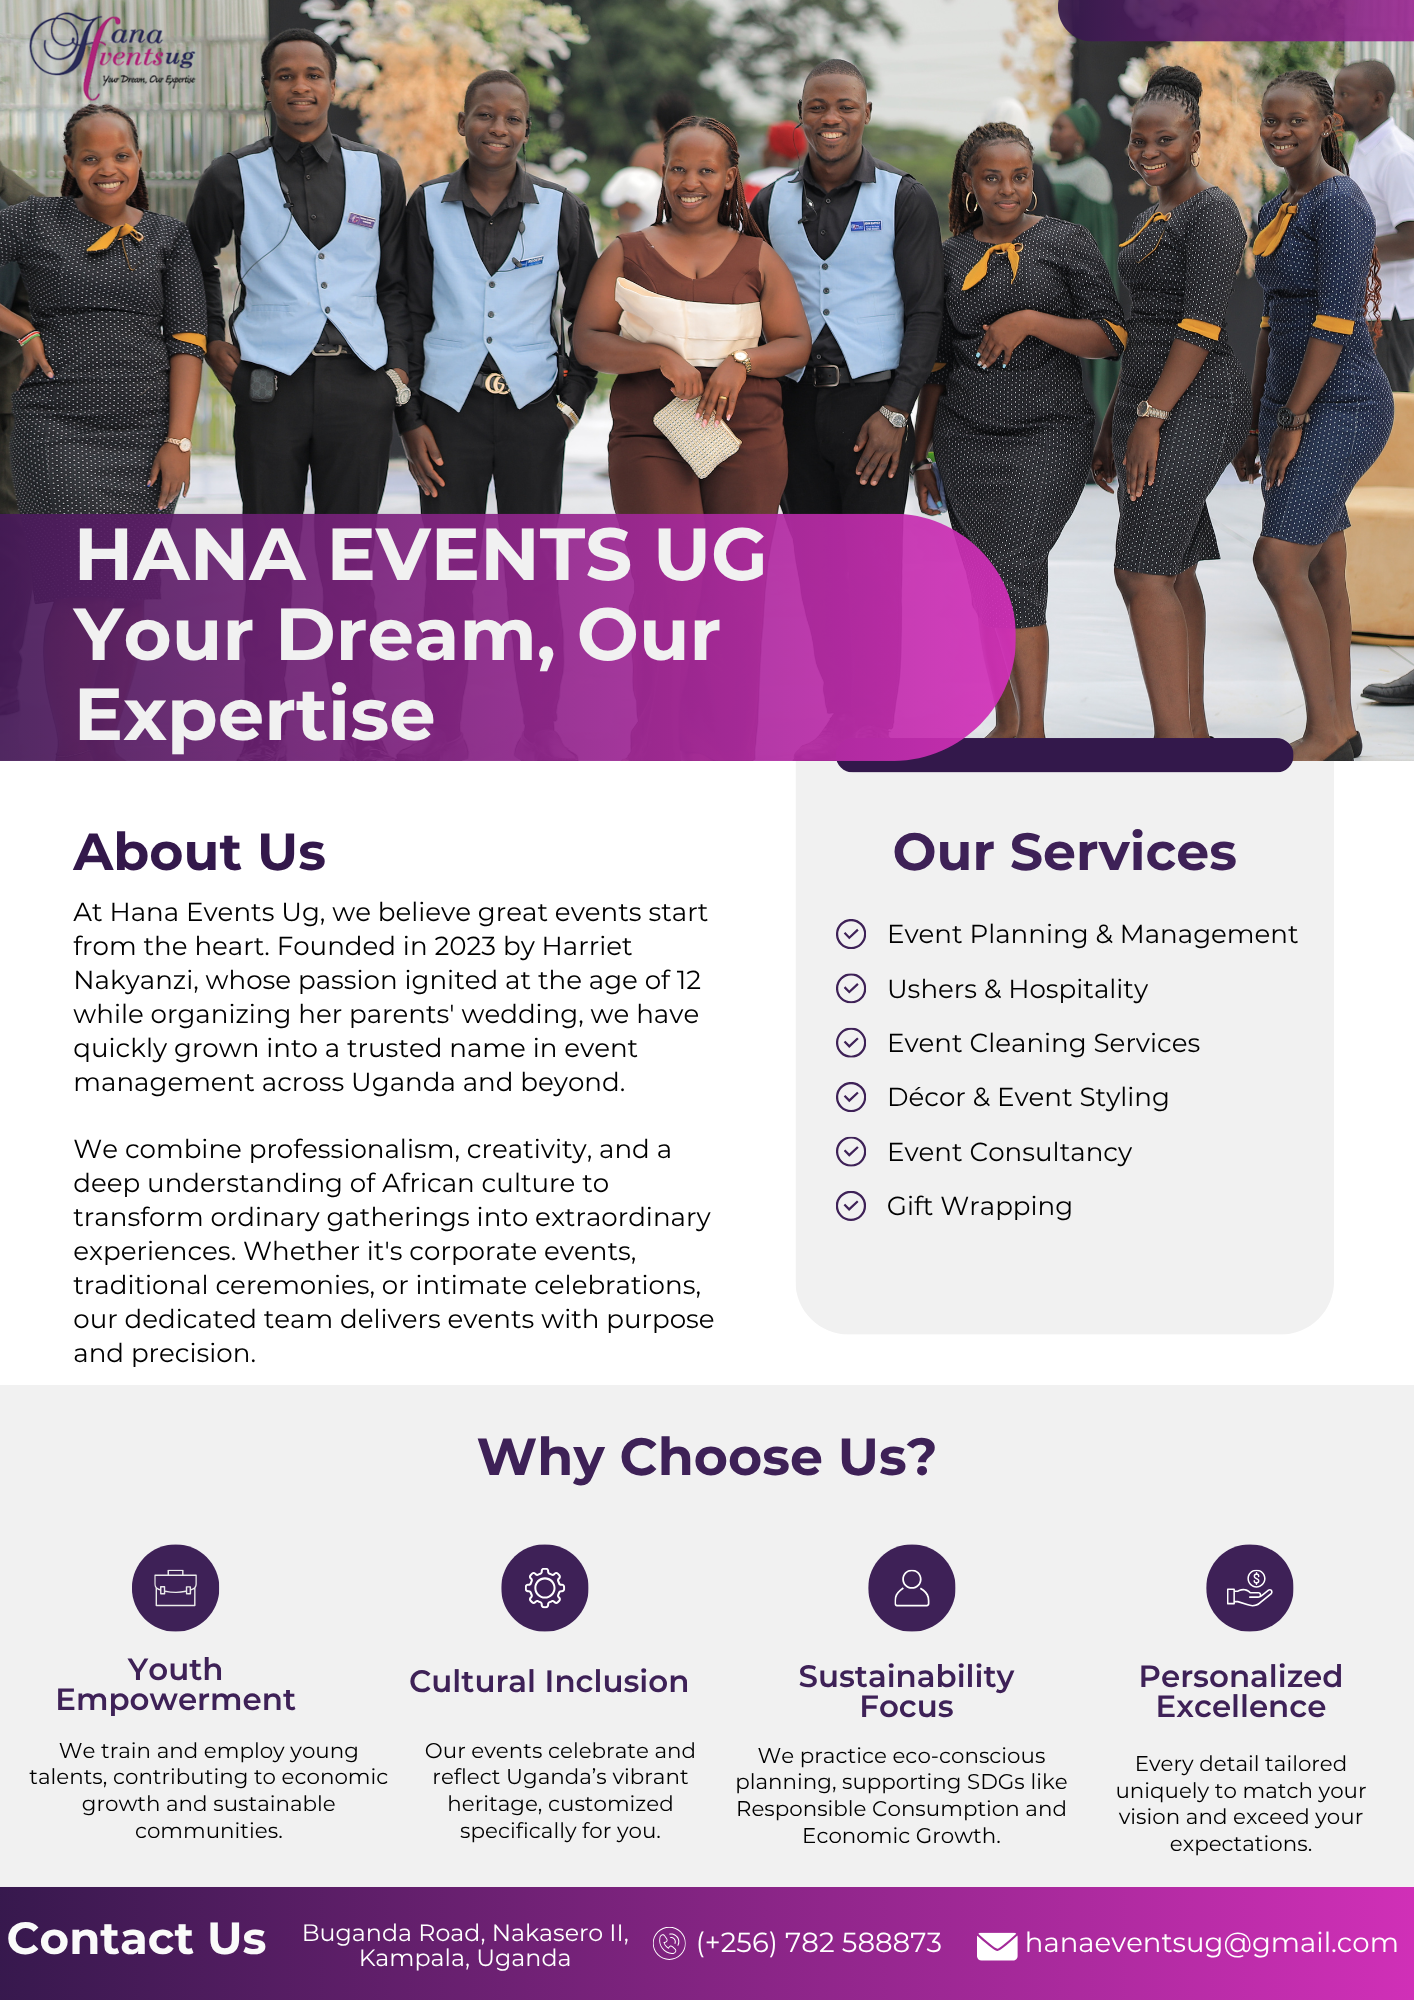 Hana
Eventsug
Your Dream, Our Expertise
HANA EVENTS UG
Your Dream, Our
Expertise
About Us
At Hana Events Ug, we believe great events start
from the heart. Founded in 2023 by Harriet
Nakyanzi, whose passion ignited at the age of 12
while organizing her parents' wedding, we have
quickly grown into a trusted name in event
management across Uganda and beyond.
We combine professionalism, creativity, and a
deep understanding of African culture to
transform ordinary gatherings into extraordinary
experiences. Whether it's corporate events,
traditional ceremonies, or intimate celebrations,
our dedicated team delivers events with purpose
and precision.
Our Services
Event Planning & Management
Ushers & Hospitality
Event Cleaning Services
Décor & Event Styling
Event Consultancy
Gift Wrapping
Why Choose Us?
Youth
Empowerment
We train and employ young
talents, contributing to economic
growth and sustainable
communities.
Cultural Inclusion
Our events celebrate and
reflect Uganda’s vibrant
heritage, customized
specifically for you.
Sustainability
Focus
We practice eco-conscious
planning, supporting SDGs like
Responsible Consumption and
Economic Growth.
Personalized
Excellence
Every detail tailored
uniquely to match your
vision and exceed your
expectations.
Contact Us
Buganda Road, Nakasero II,
Kampala, Uganda
(+256) 782 588873
hanaeventsug@gmail.com